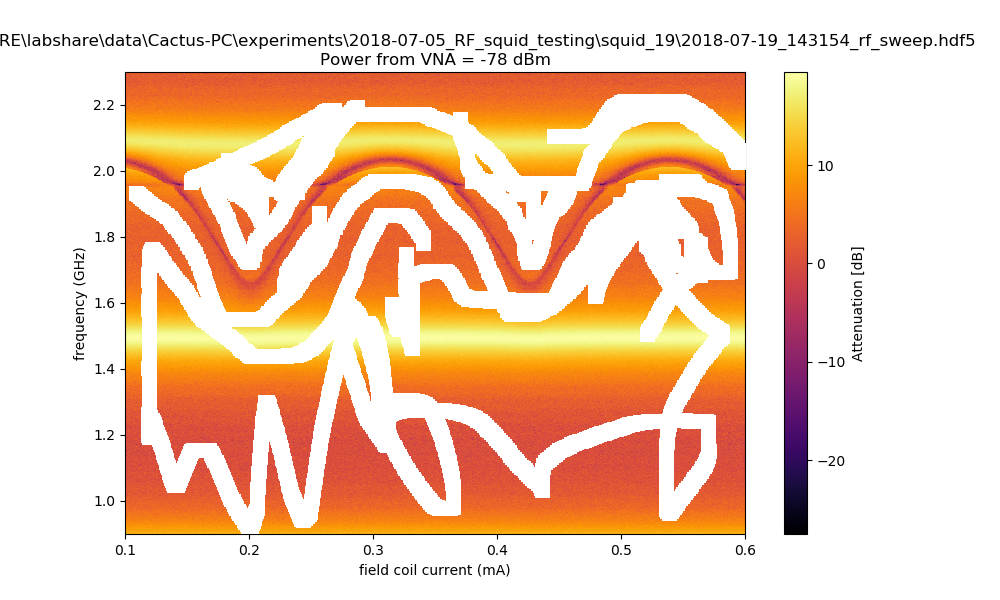 RE\labshare\data\Cactus-PC\experiments\2018-07-05_RF_squid_testing\squid_19\2018-07-19_143154_rf_sweep.hdf5
Power from VNA = -78 dBm
2.2
2.0
1.8
1.6
1.4
1.2
1.0
frequency (GHz)
0.1 0.2 0.3 0.4 0.5 0.6
field coil current (mA)
10
0
−10
−20
Attenuation [dB]